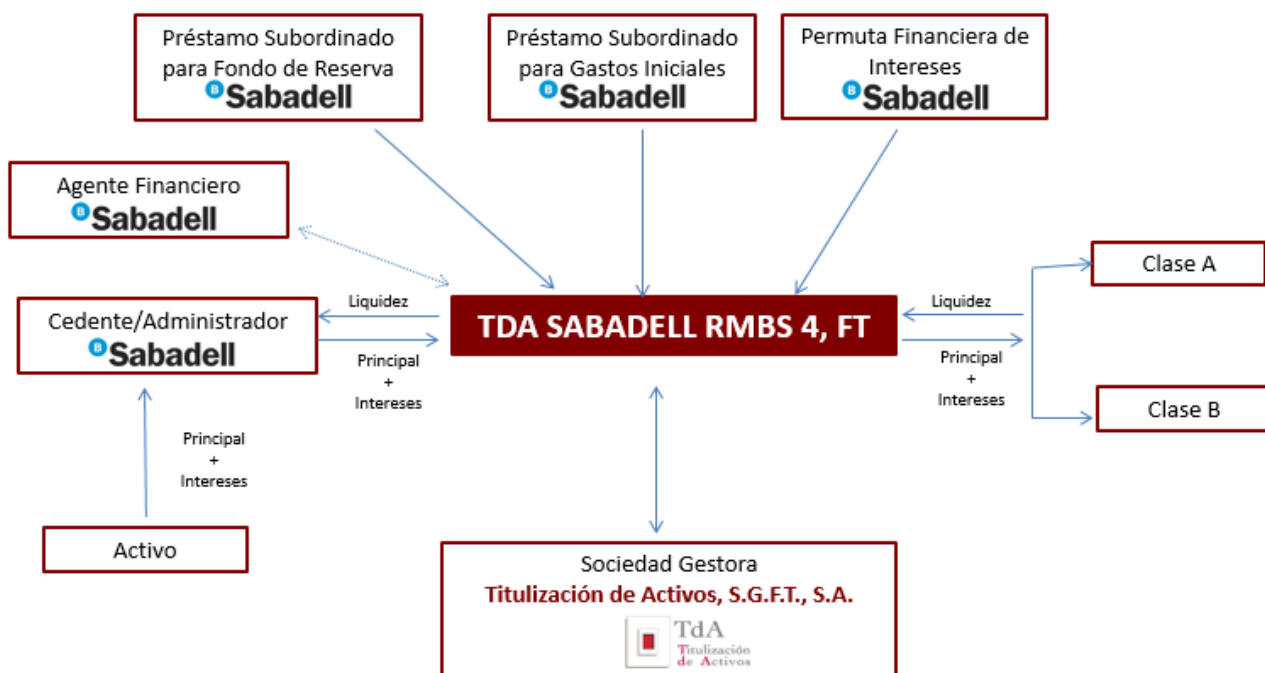 Préstamo Subordinado
para Fondo de Reserva
B Sabadell
Préstamo Subordinado
para Gastos Iniciales
B Sabadell
Permuta Financiera de
Intereses
B Sabadell
Agente Financiero
B Sabadell
Cedente/Administrador
B Sabadell
Liquidez
Principal
+
Intereses
TDA SABADELL RMBS 4, FT
Liquidez
Principal
+
Intereses
Clase A
Clase B
Principal
+
Intereses
Activo
Sociedad Gestora
Titulización de Activos, S.G.F.T., S.A.
TdA
Titulización
de Activos